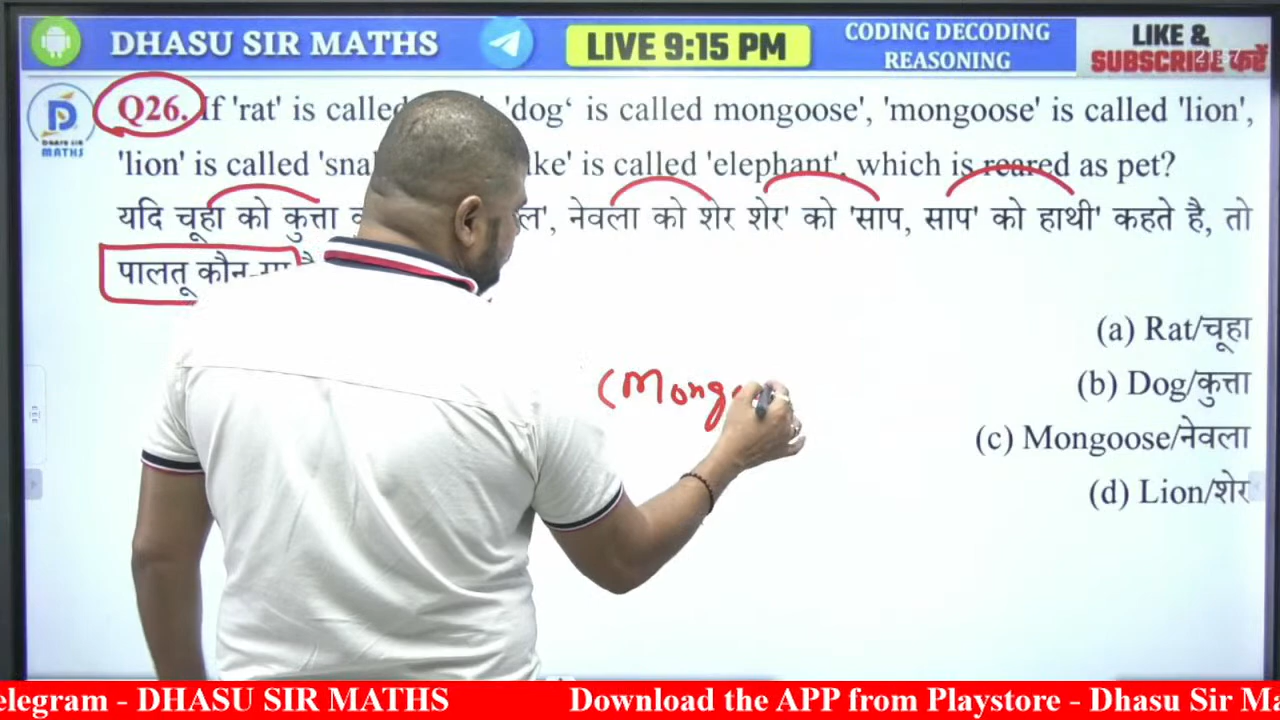 DHASU SIR MATHS
LIVE 9:15 PM
CODING DECODING
REASONING
LIKE &
SUBSCRIBE करें
D
DHASU SIR
MATHS
Q26. If 'rat' is called 'dog‘ is called mongoose', 'mongoose' is called 'lion',
'lion' is called is called 'elephant', which is reared as pet?
यदि चूहा को कुत्ता नेवला को शेर शेर' को 'साप, साप' को हाथी' कहते है, तो
पालतू
(a) Rat/चूहा
(b) Dog/कुत्ता
(c) Mongoose/नेवला
(d) Lion/शेर
elegram - DHASU SIR MATHS Download the APP from Playstore - Dhasu Sir Ma